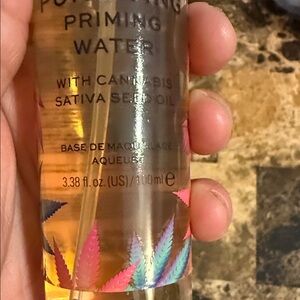 PRIMING
WATER
WITH CANNABIS
SATIVA SEED OIL
BASE DE MAQUILLAGE
AQUEUSE
3.38 fl. oz. (US) / 100 ml ℮